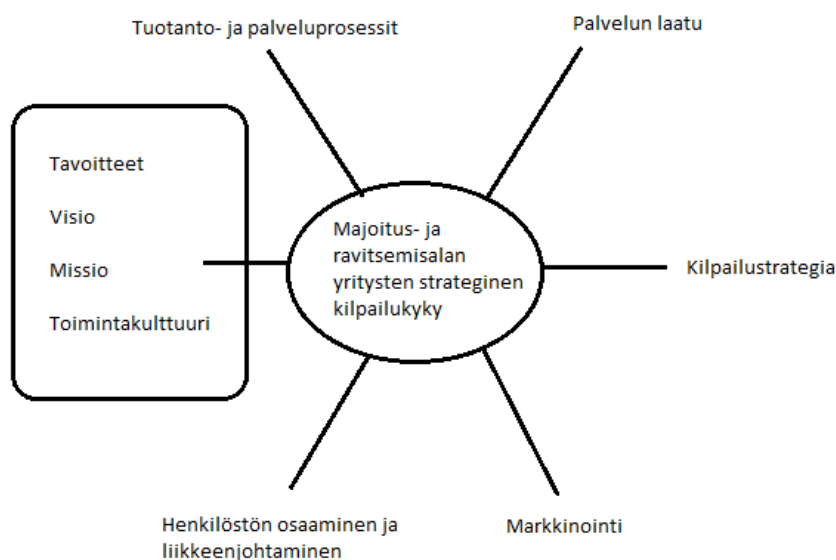 Tuotanto- ja palveluprosessit
Palvelun laatu
Tavoitteet
Visio
Missio
Toimintakulttuuri
Majoitus- ja
ravitsemisalan
yritysten strateginen
kilpailukyky
Kilpailustrategia
Henkilöstön osaaminen ja
liikkeenjohtaminen
Markkinointi